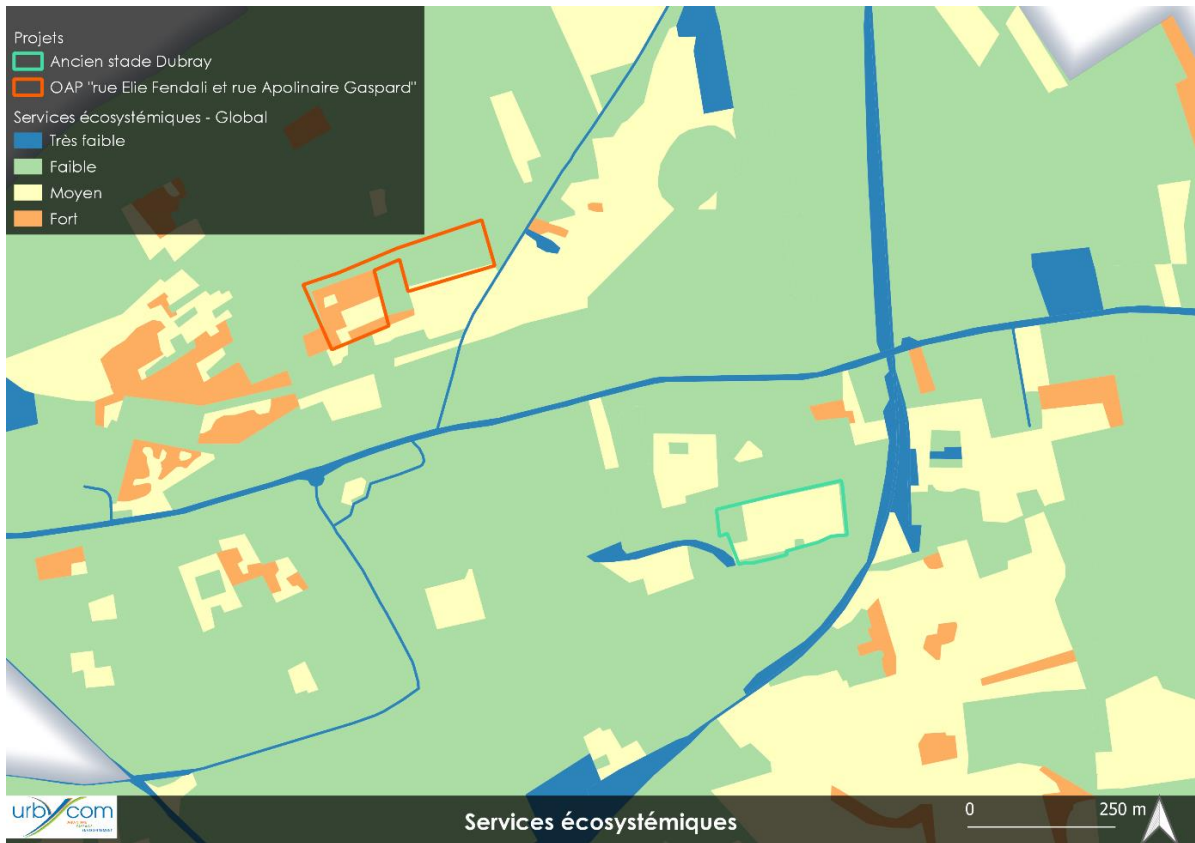 Projets
Ancien stade Dubray
OAP "rue Elie Fendali et rue Apolinaire Gaspard"
Services écosystémiques - Global
Très faible
Faible
Moyen
Fort
urbycom
Services écosystémiques
0 250 m